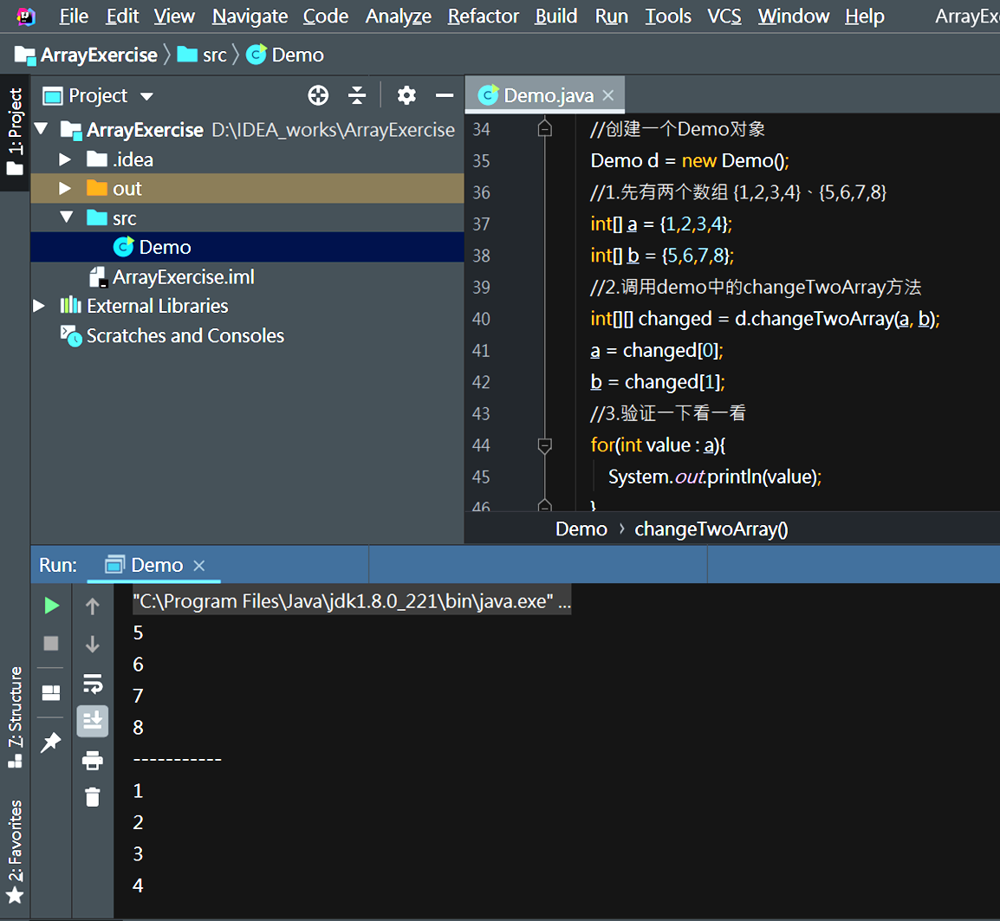 File Edit View Navigate Code Analyze Refactor Build Run Tools VCS Window Help ArrayEx
ArrayExercise src Demo
1: Project
Project
ArrayExercise D:\IDEA_works\ArrayExercise
.idea
out
src
Demo
ArrayExercise.iml
External Libraries
Scratches and Consoles
Demo.java
34 //创建一个Demo对象
35 Demo d = new Demo();
36 //1.先有两个数组 {1,2,3,4}、{5,6,7,8}
37 int[] a = {1,2,3,4};
38 int[] b = {5,6,7,8};
39 //2.调用demo中的changeTwoArray方法
40 int[][] changed = d.changeTwoArray(a, b);
41 a = changed[0];
42 b = changed[1];
43 //3.验证一下看一看
44 for(int value : a){
45 System.out.println(value);
46 }
Demo › changeTwoArray()
Run: Demo
"C:\Program Files\Java\jdk1.8.0_221\bin\java.exe" ...
5
6
7
8
-----------
1
2
3
4
7: Structure
2: Favorites